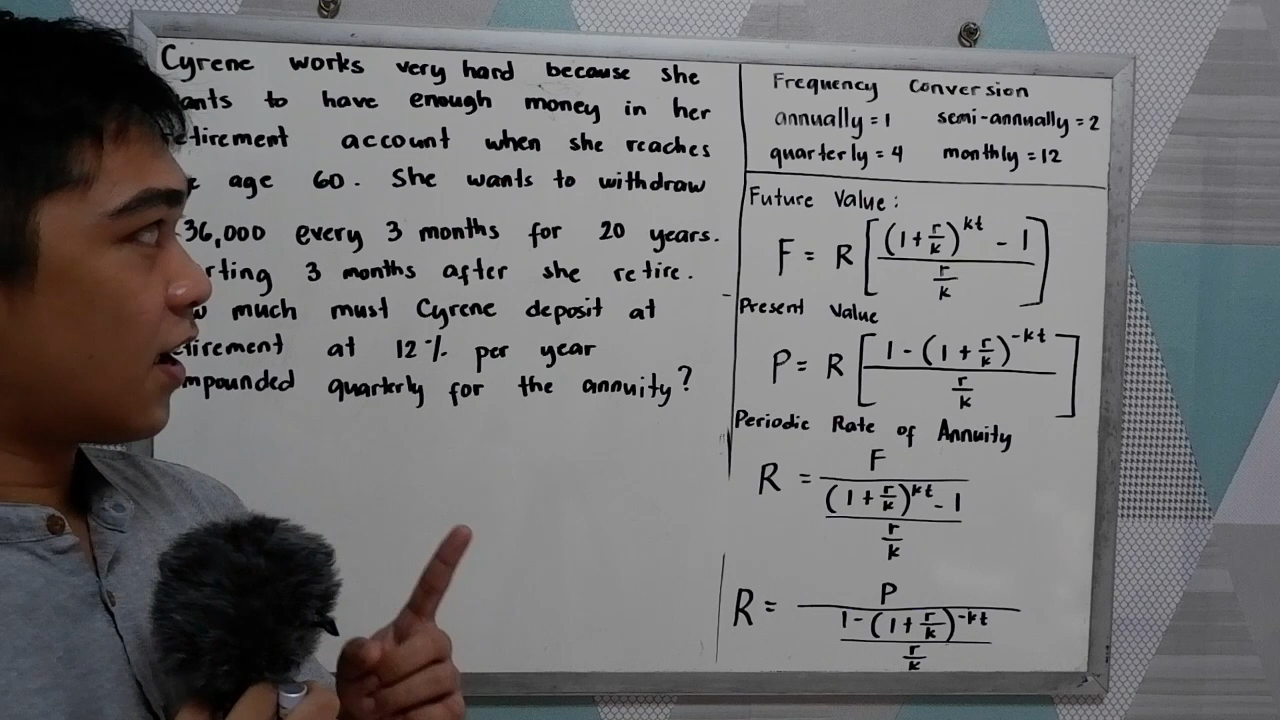 Cyrene works very hard because she
ants to have enough money in her
etirement account when she reaches
age 60. She wants to withdraw
36,000 every 3 months for 20 years.
rting 3 months after she retire.
much must Cyrene deposit at
etirement at 12% per year
mpounded quarterly for the annuity?
Frequency Conversion
annually = 1 semi-annually = 2
quarterly = 4 monthly = 12
Future Value:
F = R [ ((1 + r/k)^kt - 1) / (r/k) ]
Present Value
P = R [ (1 - (1 + r/k)^-kt) / (r/k) ]
Periodic Rate of Annuity
R = F / ( ((1 + r/k)^kt - 1) / (r/k) )
R = P / ( (1 - (1 + r/k)^-kt) / (r/k) )